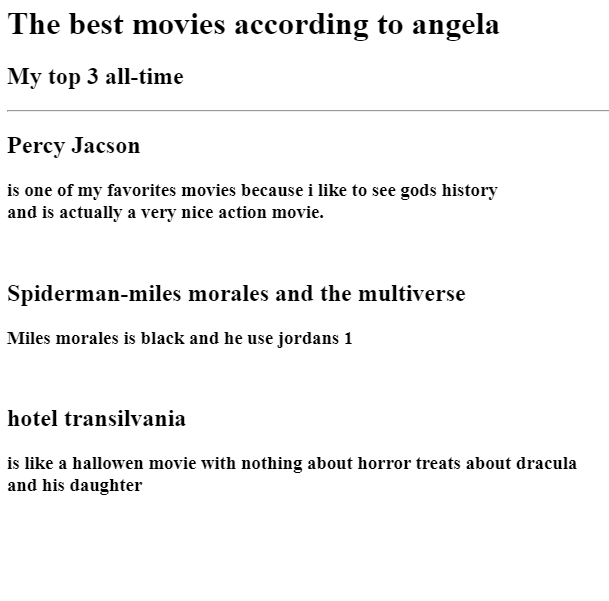 The best movies according to angela
My top 3 all-time
Percy Jacson
is one of my favorites movies because i like to see gods history
and is actually a very nice action movie.
Spiderman-miles morales and the multiverse
Miles morales is black and he use jordans 1
hotel transilvania
is like a hallowen movie with nothing about horror treats about dracula
and his daughter